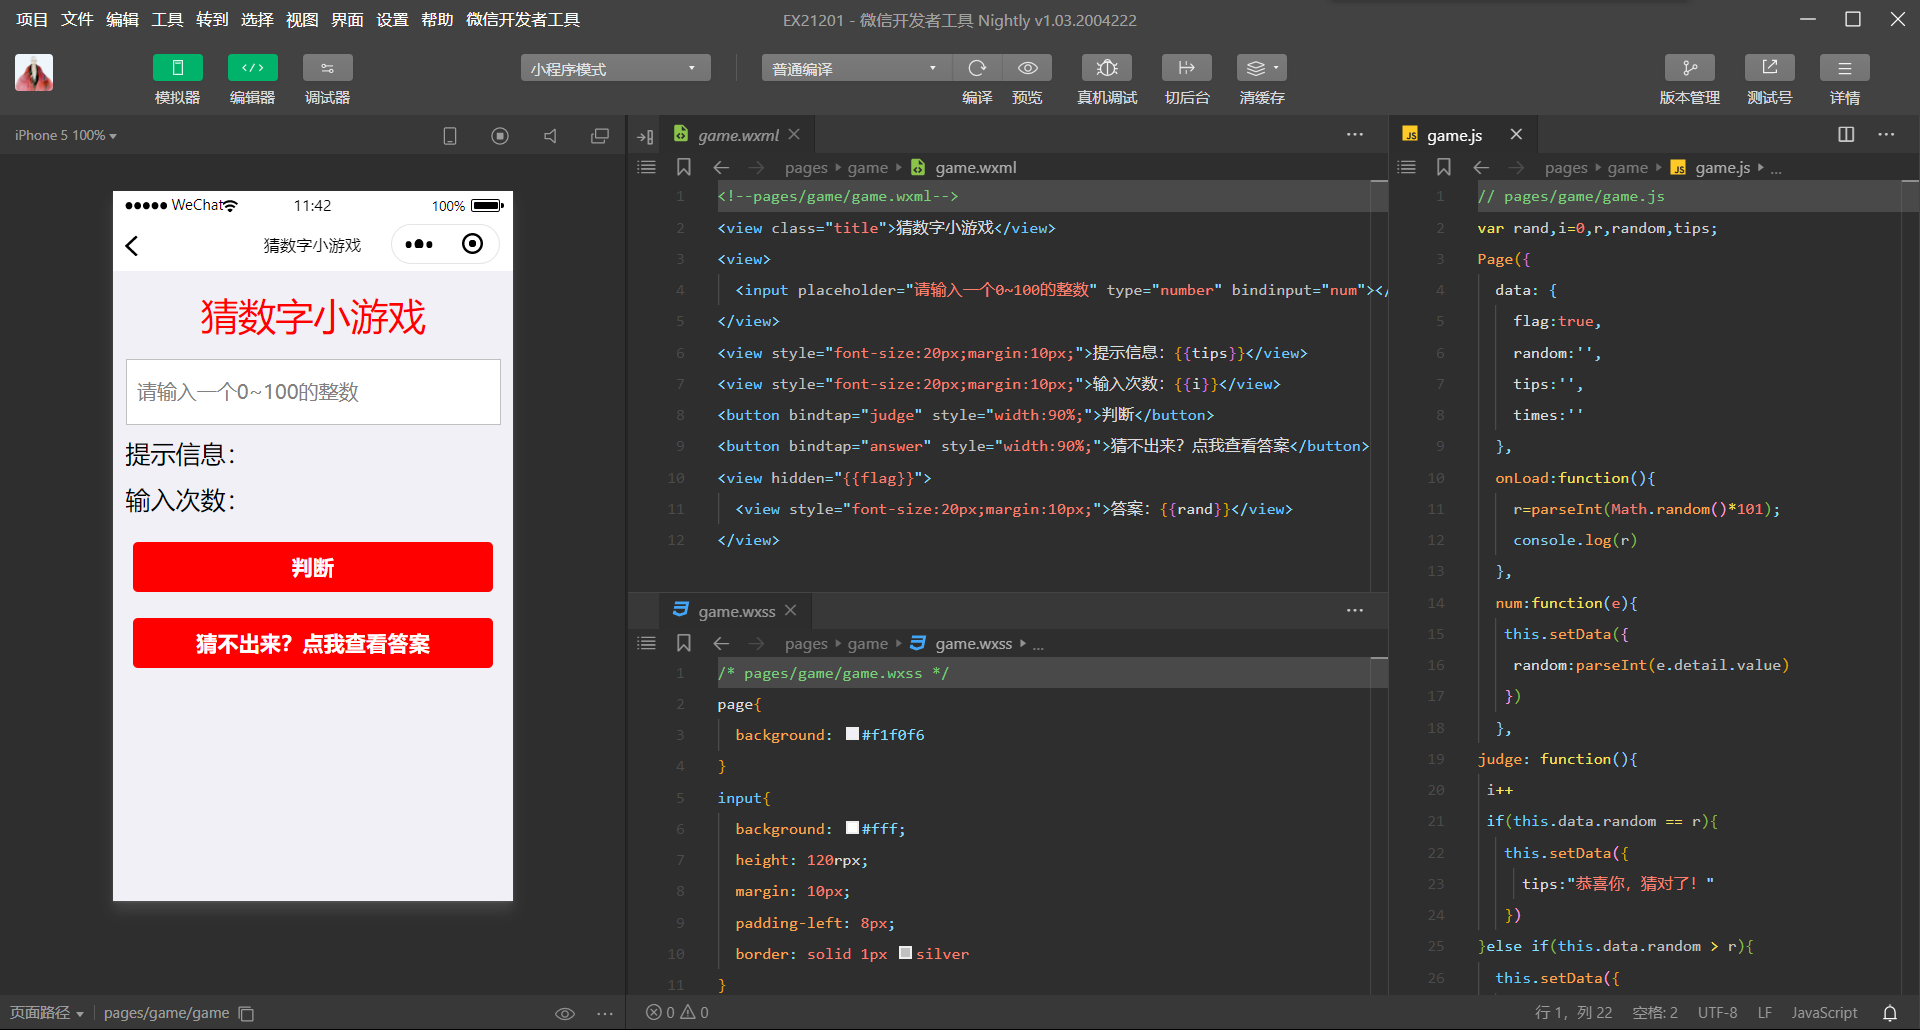 项目 文件 编辑 工具 转到 选择 视图 界面 设置 帮助 微信开发者工具
EX21201 - 微信开发者工具 Nightly v1.03.2004222
模拟器 编辑器 调试器
小程序模式
普通编译
编译 预览 真机调试 切后台 清缓存
版本管理 测试号 详情
iPhone 5 100%
WeChat 11:42 100%
猜数字小游戏
猜数字小游戏
请输入一个0~100的整数
提示信息：
输入次数：
判断
猜不出来？点我查看答案
页面路径 pages/game/game
game.wxml
pages game game.wxml
1 <!--pages/game/game.wxml-->
2 <view class="title">猜数字小游戏</view>
3 <view>
4 <input placeholder="请输入一个0~100的整数" type="number" bindinput="num"></
5 </view>
6 <view style="font-size:20px;margin:10px;">提示信息：{{tips}}</view>
7 <view style="font-size:20px;margin:10px;">输入次数：{{i}}</view>
8 <button bindtap="judge" style="width:90%;">判断</button>
9 <button bindtap="answer" style="width:90%;">猜不出来？点我查看答案</button>
10 <view hidden="{{flag}}">
11 <view style="font-size:20px;margin:10px;">答案：{{rand}}</view>
12 </view>
game.wxss
pages game game.wxss ...
1 /* pages/game/game.wxss */
2 page{
3 background: #f1f0f6
4 }
5 input{
6 background: #fff;
7 height: 120rpx;
8 margin: 10px;
9 padding-left: 8px;
10 border: solid 1px silver
11 }
0 0
JS game.js
pages game JS game.js ...
1 // pages/game/game.js
2 var rand,i=0,r,random,tips;
3 Page({
4 data: {
5 flag:true,
6 random:'',
7 tips:'',
8 times:''
9 },
10 onLoad:function(){
11 r=parseInt(Math.random()*101);
12 console.log(r)
13 },
14 num:function(e){
15 this.setData({
16 random:parseInt(e.detail.value)
17 })
18 },
19 judge: function(){
20 i++
21 if(this.data.random == r){
22 this.setData({
23 tips:"恭喜你，猜对了！"
24 })
25 }else if(this.data.random > r){
26 this.setData({
行 1，列 22 空格: 2 UTF-8 LF JavaScript